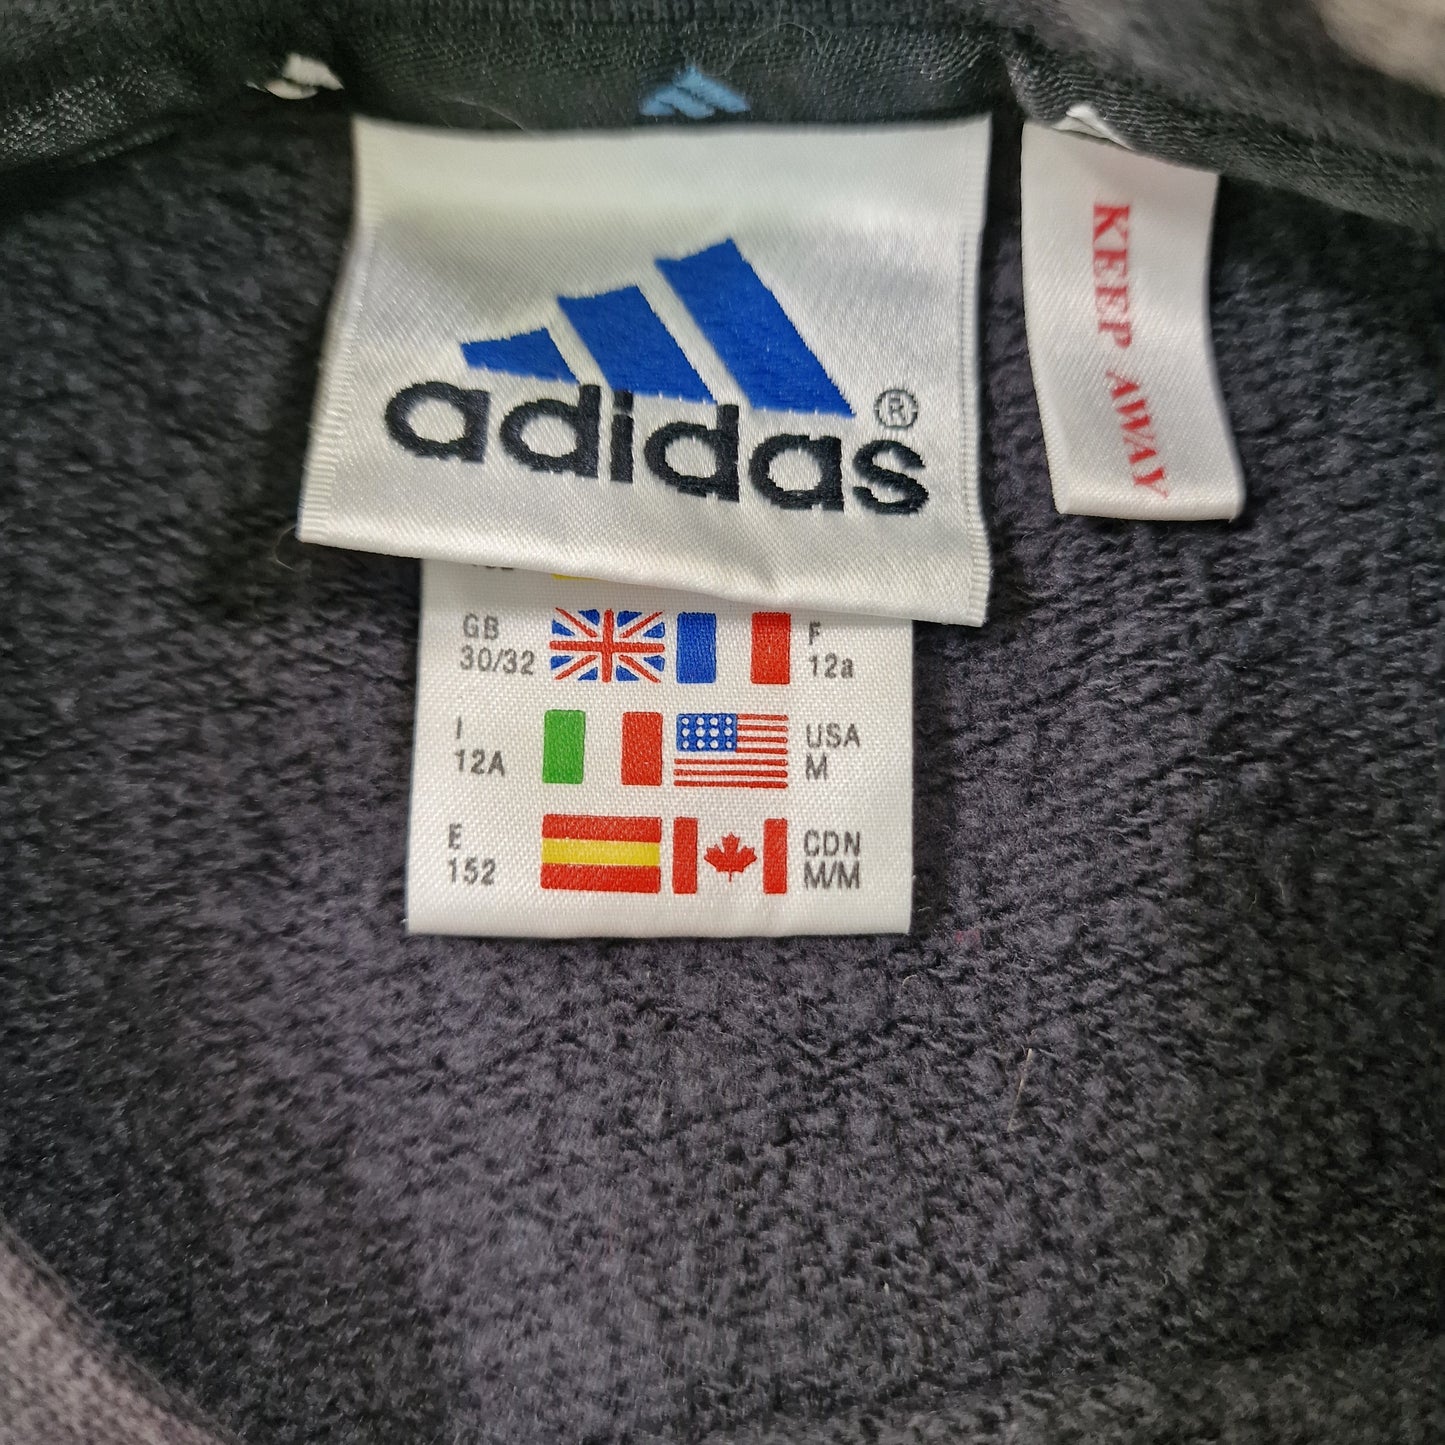 adidas ®
KEEP AWAY
GB
30/32
F
12a
I
12A
USA
M
E
152
CDN
M/M